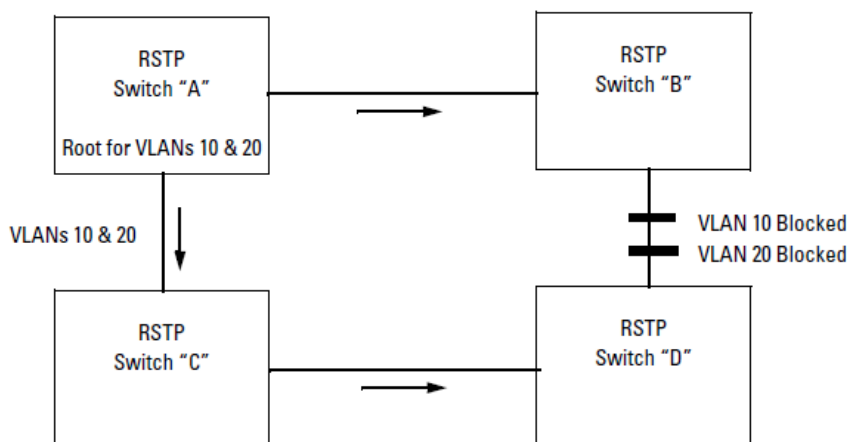 RSTP
Switch “A”
Root for VLANs 10 & 20
RSTP
Switch “B”
VLANs 10 & 20
VLAN 10 Blocked
VLAN 20 Blocked
RSTP
Switch “C”
RSTP
Switch “D”